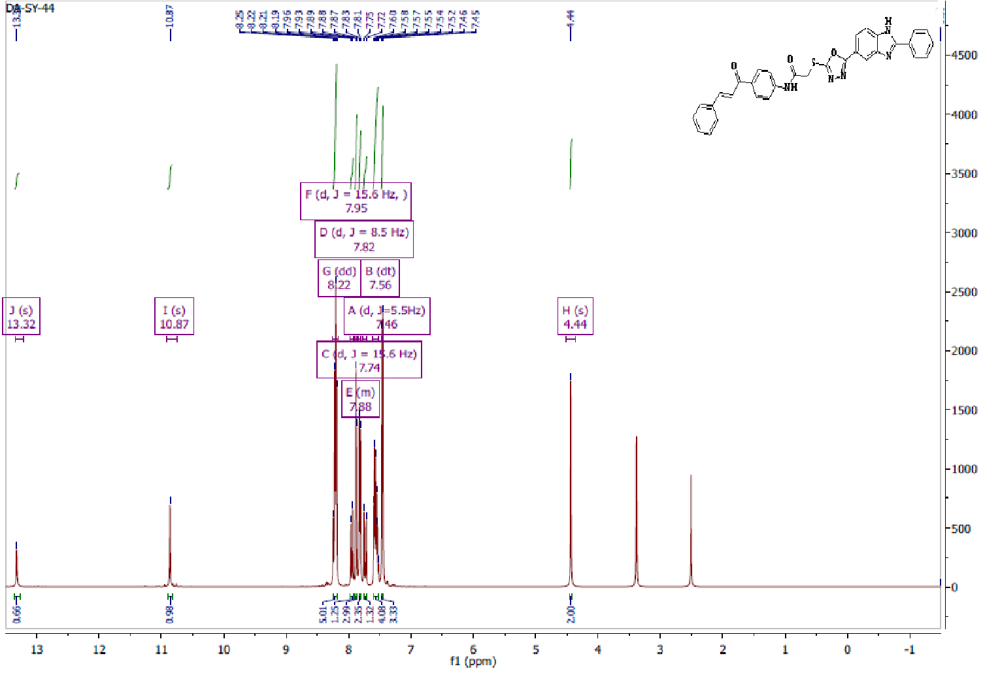 DA-SY-44
10.87
8.25
8.22
8.21
8.19
7.96
7.93
7.89
7.88
7.87
7.83
7.81
7.75
7.72
7.60
7.58
7.57
7.55
7.54
7.52
7.46
7.45
4.44
H
N
N
O
N
N
S
O
NH
O
4500
4000
3500
3000
2500
2000
1500
1000
500
0
F (d, J = 15.6 Hz, )
7.95
D (d, J = 8.5 Hz)
7.82
G (dd)
8.22
B (dt)
7.56
J (s)
13.32
I (s)
10.87
A (d, J=5.5Hz)
7.46
H (s)
4.44
C (d, J = 15.6 Hz)
7.74
E (m)
7.88
0.66
0.98
5.01
1.25
2.99
2.35
1.32
4.08
3.33
2.00
13 12 11 10 9 8 7 6 5 4 3 2 1 0 -1
f1 (ppm)